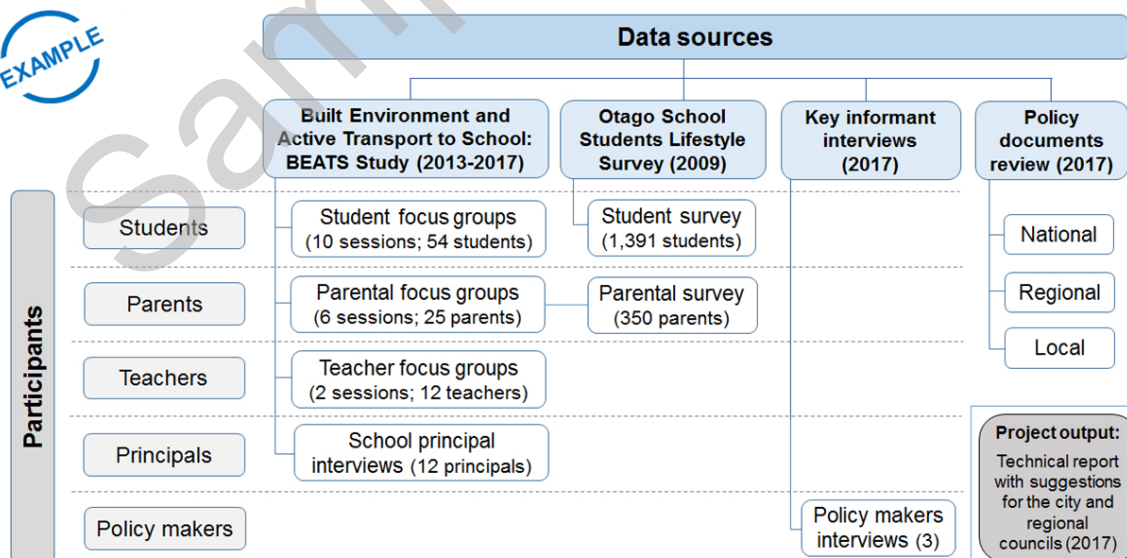 EXAMPLE
Sam
Data sources
Built Environment and
Active Transport to School:
BEATS Study (2013-2017)
Otago School
Students Lifestyle
Survey (2009)
Key informant
interviews
(2017)
Policy
documents
review (2017)
Participants
Students
Student focus groups
(10 sessions; 54 students)
Student survey
(1,391 students)
National
Parents
Parental focus groups
(6 sessions; 25 parents)
Parental survey
(350 parents)
Regional
Local
Teachers
Teacher focus groups
(2 sessions; 12 teachers)
Principals
School principal
interviews (12 principals)
Policy makers
Policy makers
interviews (3)
Project output:
Technical report
with suggestions
for the city and
regional
councils (2017)